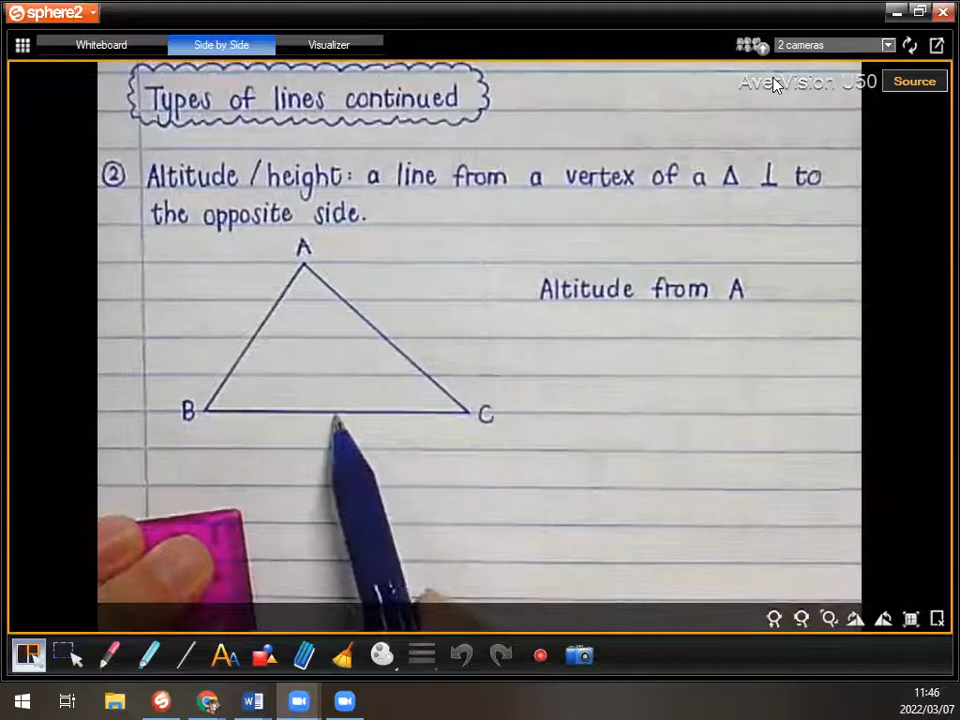 sphere2
Whiteboard
Side by Side
Visualizer
2 cameras
AverVision U50
Source
Types of lines continued
② Altitude / height: a line from a vertex of a Δ ⊥ to
the opposite side.
A
Altitude from A
B
C
11:46
2022/03/07